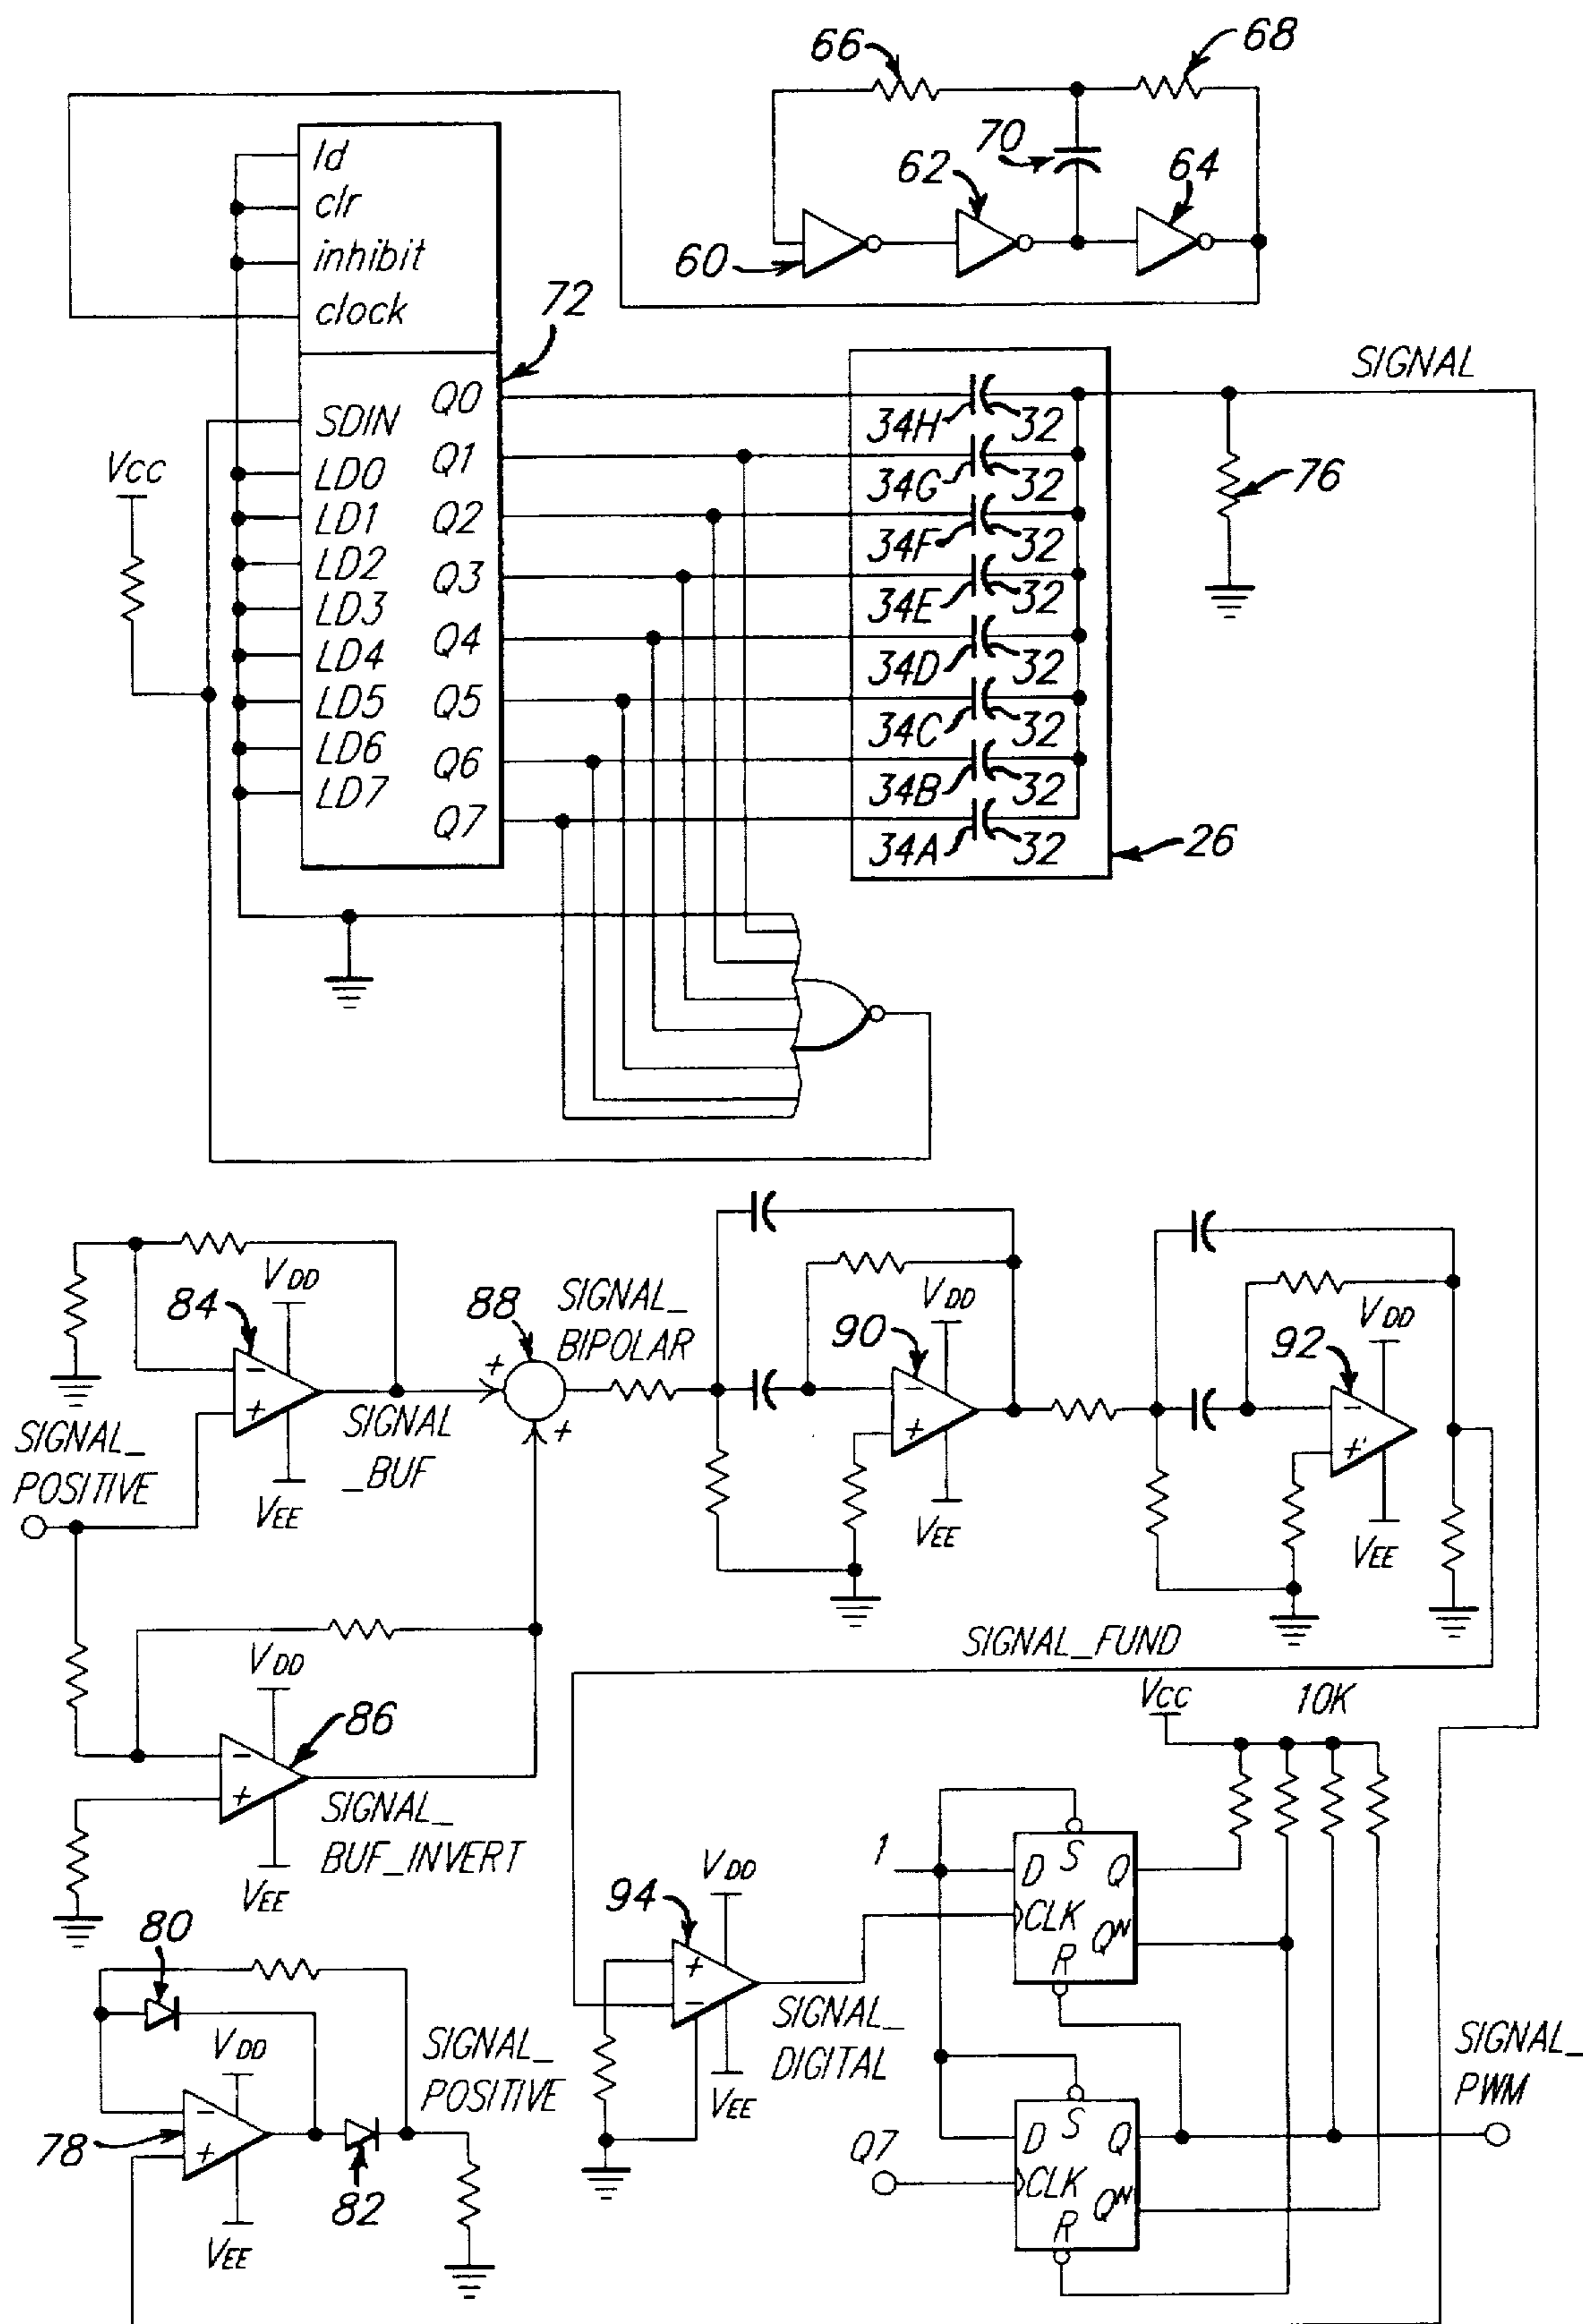 66
68
70
62
64
60
ld
clr
inhibit
clock
72
SDIN
LD0
LD1
LD2
LD3
LD4
LD5
LD6
LD7
Q0
Q1
Q2
Q3
Q4
Q5
Q6
Q7
VCC
34H 32
34G 32
34F 32
34E 32
34D 32
34C 32
34B 32
34A 32
26
SIGNAL
76
84
VDD
- 
+
VEE
SIGNAL_
POSITIVE
SIGNAL
_BUF
88
+
+
SIGNAL_
BIPOLAR
90
VDD
-
+
VEE
92
VDD
-
+
VEE
VDD
86
-
+
VEE
SIGNAL_
BUF_INVERT
SIGNAL_FUND
VCC
10K
80
VDD
-
+
78
VEE
82
SIGNAL_
POSITIVE
94
VDD
+
-
VEE
SIGNAL_
DIGITAL
1
D S Q
CLK
QN
R
Q7
D S Q
CLK
QN
R
SIGNAL_
PWM